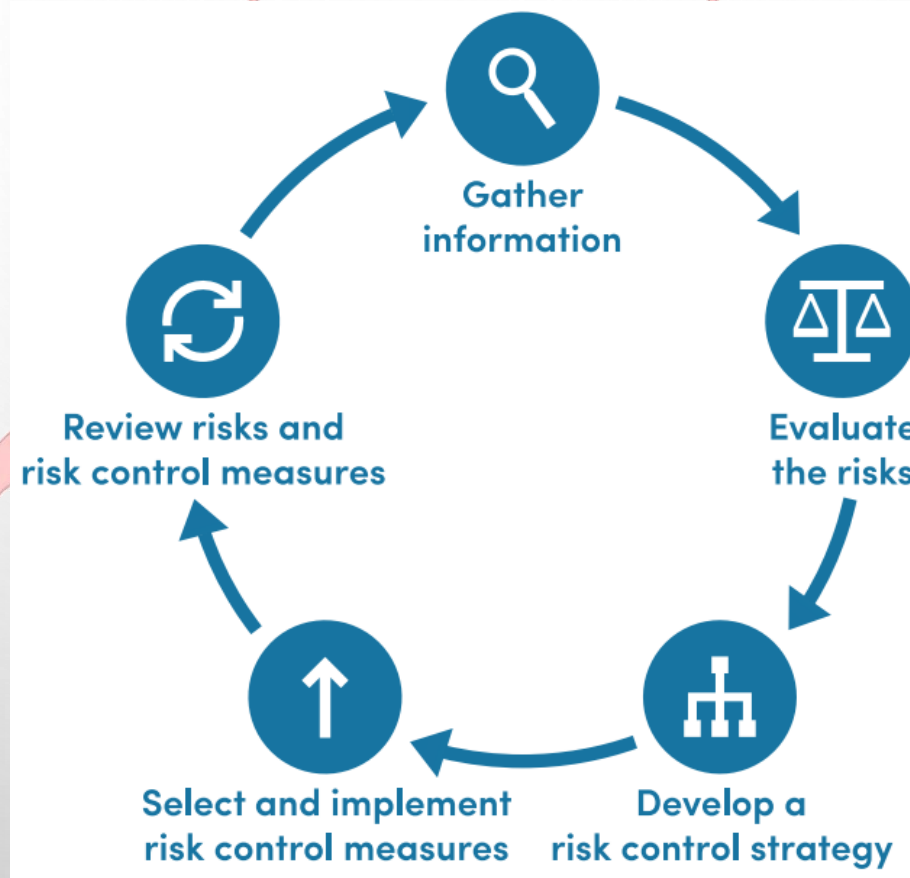 Gather
information
Evaluate
the risks
Develop a
risk control strategy
Select and implement
risk control measures
Review risks and
risk control measures